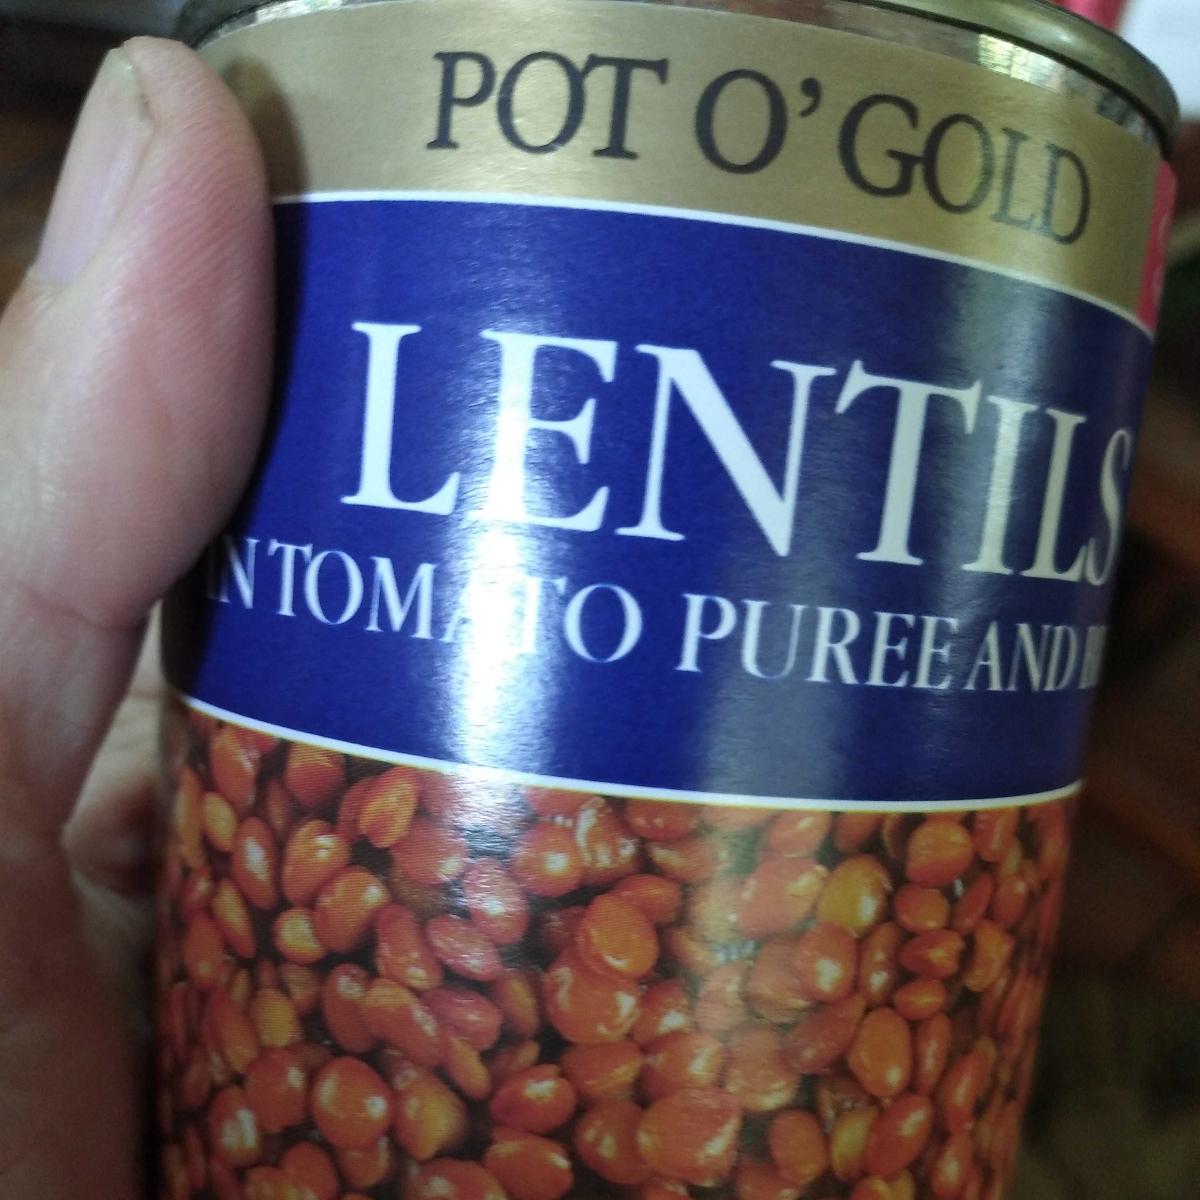 POT O' GOLD
LENTILS
IN TOMATO PUREE AND